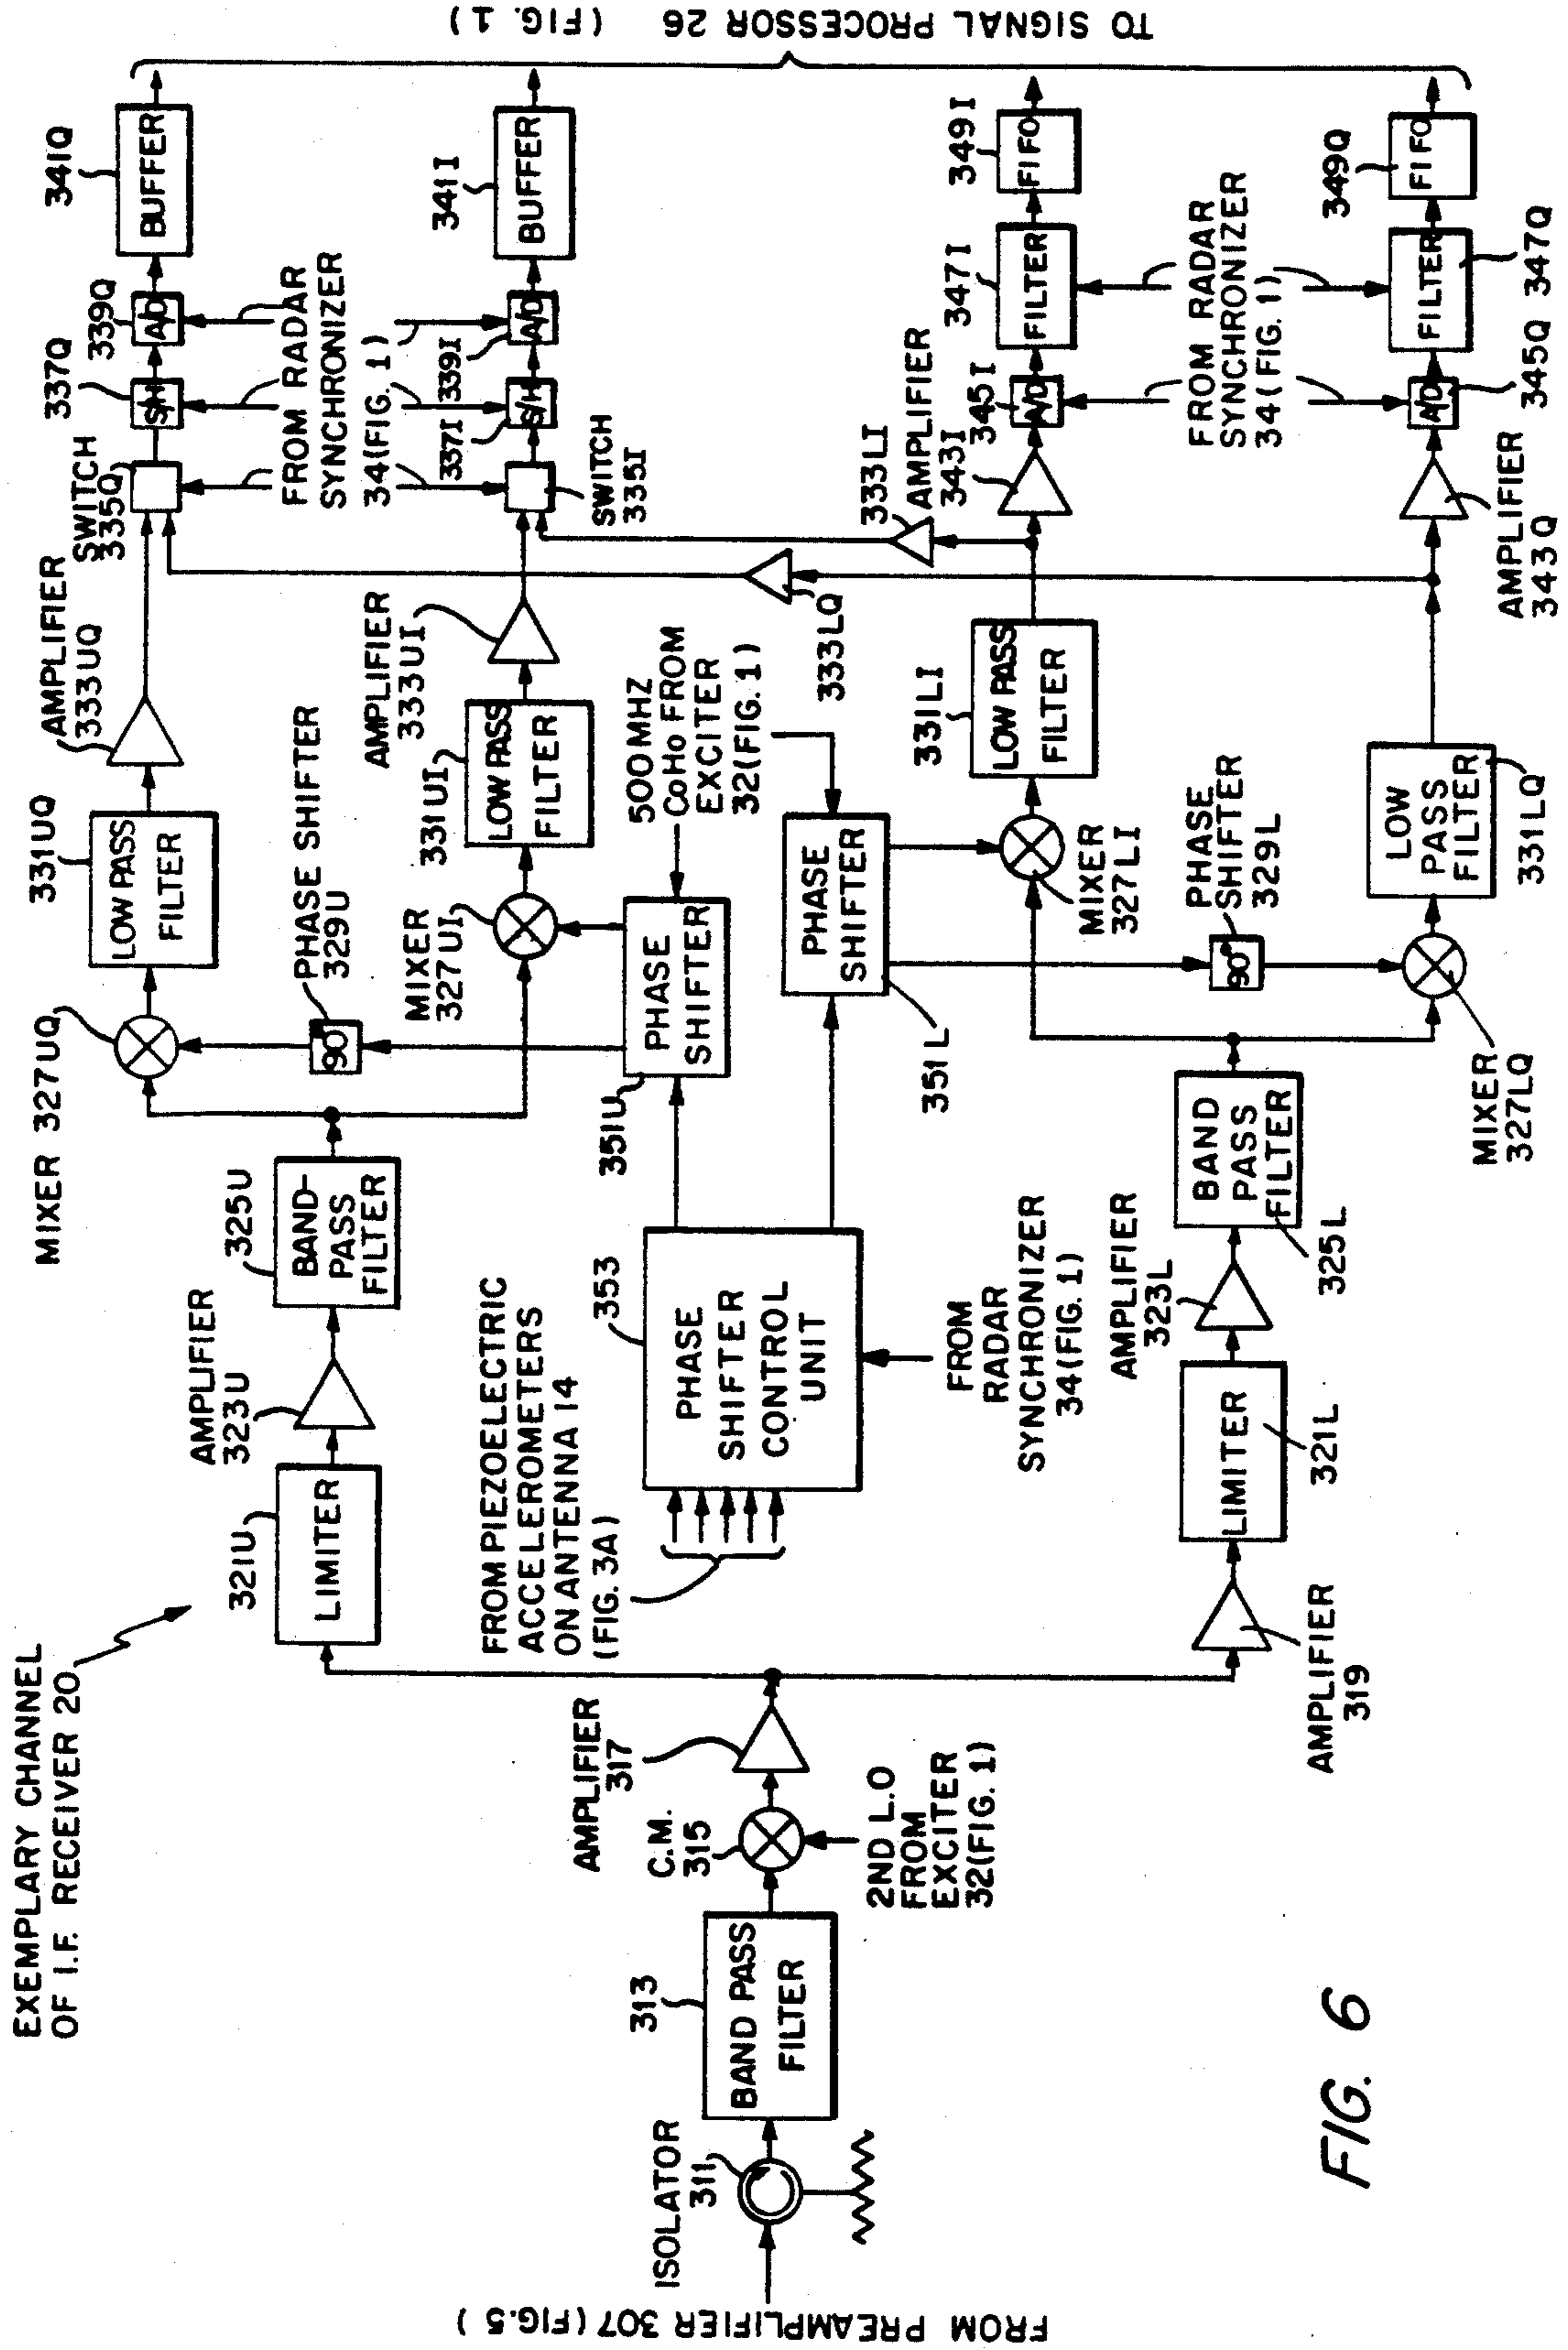 EXEMPLARY CHANNEL
OF I.F. RECEIVER 20
FROM PREAMPLIFIER 307 (FIG.5)
ISOLATOR
311
313
BAND PASS
FILTER
C.M.
315
2ND L.O
FROM
EXCITER
32(FIG. 1)
AMPLIFIER
317
AMPLIFIER
319
321U
LIMITER
AMPLIFIER
323U
325U
BAND-
PASS
FILTER
MIXER 327UQ
PHASE SHIFTER
329U
90°
331UQ
LOW PASS
FILTER
AMPLIFIER
333UQ
SWITCH
335Q
337Q
S/H
339Q
A/D
341Q
BUFFER
FROM RADAR
SYNCHRONIZER
34(FIG. 1)
MIXER
327UI
331UI
LOW PASS
FILTER
AMPLIFIER
333UI
SWITCH
335I
337I
S/H
339I
A/D
341I
BUFFER
FROM PIEZOELECTRIC
ACCELEROMETERS
ON ANTENNA 14
(FIG. 3A)
353
PHASE
SHIFTER
CONTROL
UNIT
FROM
RADAR
SYNCHRONIZER
34(FIG. 1)
351U
PHASE
SHIFTER
500MHZ
CoHo FROM
EXCITER
32(FIG. 1)
PHASE
SHIFTER
351L
333LQ
333LI
MIXER
327LI
331LI
LOW PASS
FILTER
AMPLIFIER
343I
345I
A/D
347I
FILTER
349I
FIFO
FROM RADAR
SYNCHRONIZER
34(FIG. 1)
LIMITER
321L
AMPLIFIER
323L
BAND
PASS
FILTER
325L
PHASE
SHIFTER
329L
90°
MIXER
327LQ
LOW
PASS
FILTER
331LQ
AMPLIFIER
343Q
A/D
345Q
FILTER
347Q
349Q
FIFO
TO SIGNAL PROCESSOR 26 (FIG. 1)
FIG. 6